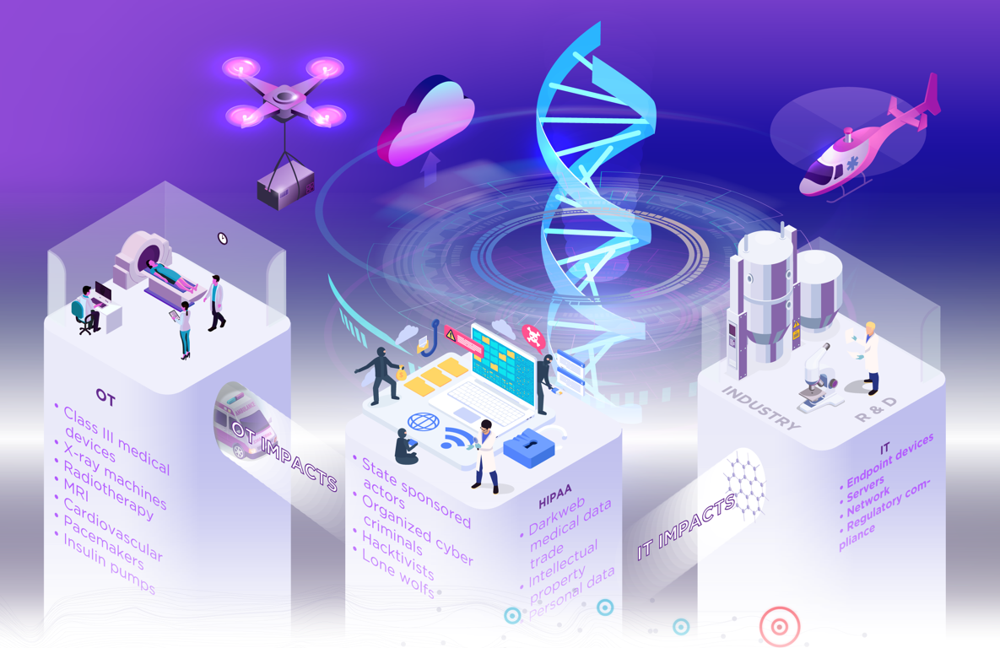 OT
• Class III medical
devices
• X-ray machines
• Radiotherapy
• MRI
• Cardiovascular
• Pacemakers
• Insulin pumps
OT IMPACTS
• State sponsored
actors
• Organized cyber
criminals
• Hacktivists
• Lone wolfs
HIPAA
• Darkweb
medical data
trade
• Intellectual
property
• Personal data
IT IMPACTS
INDUSTRY
R & D
IT
• Endpoint devices
• Servers
• Network
• Regulatory com-
pliance